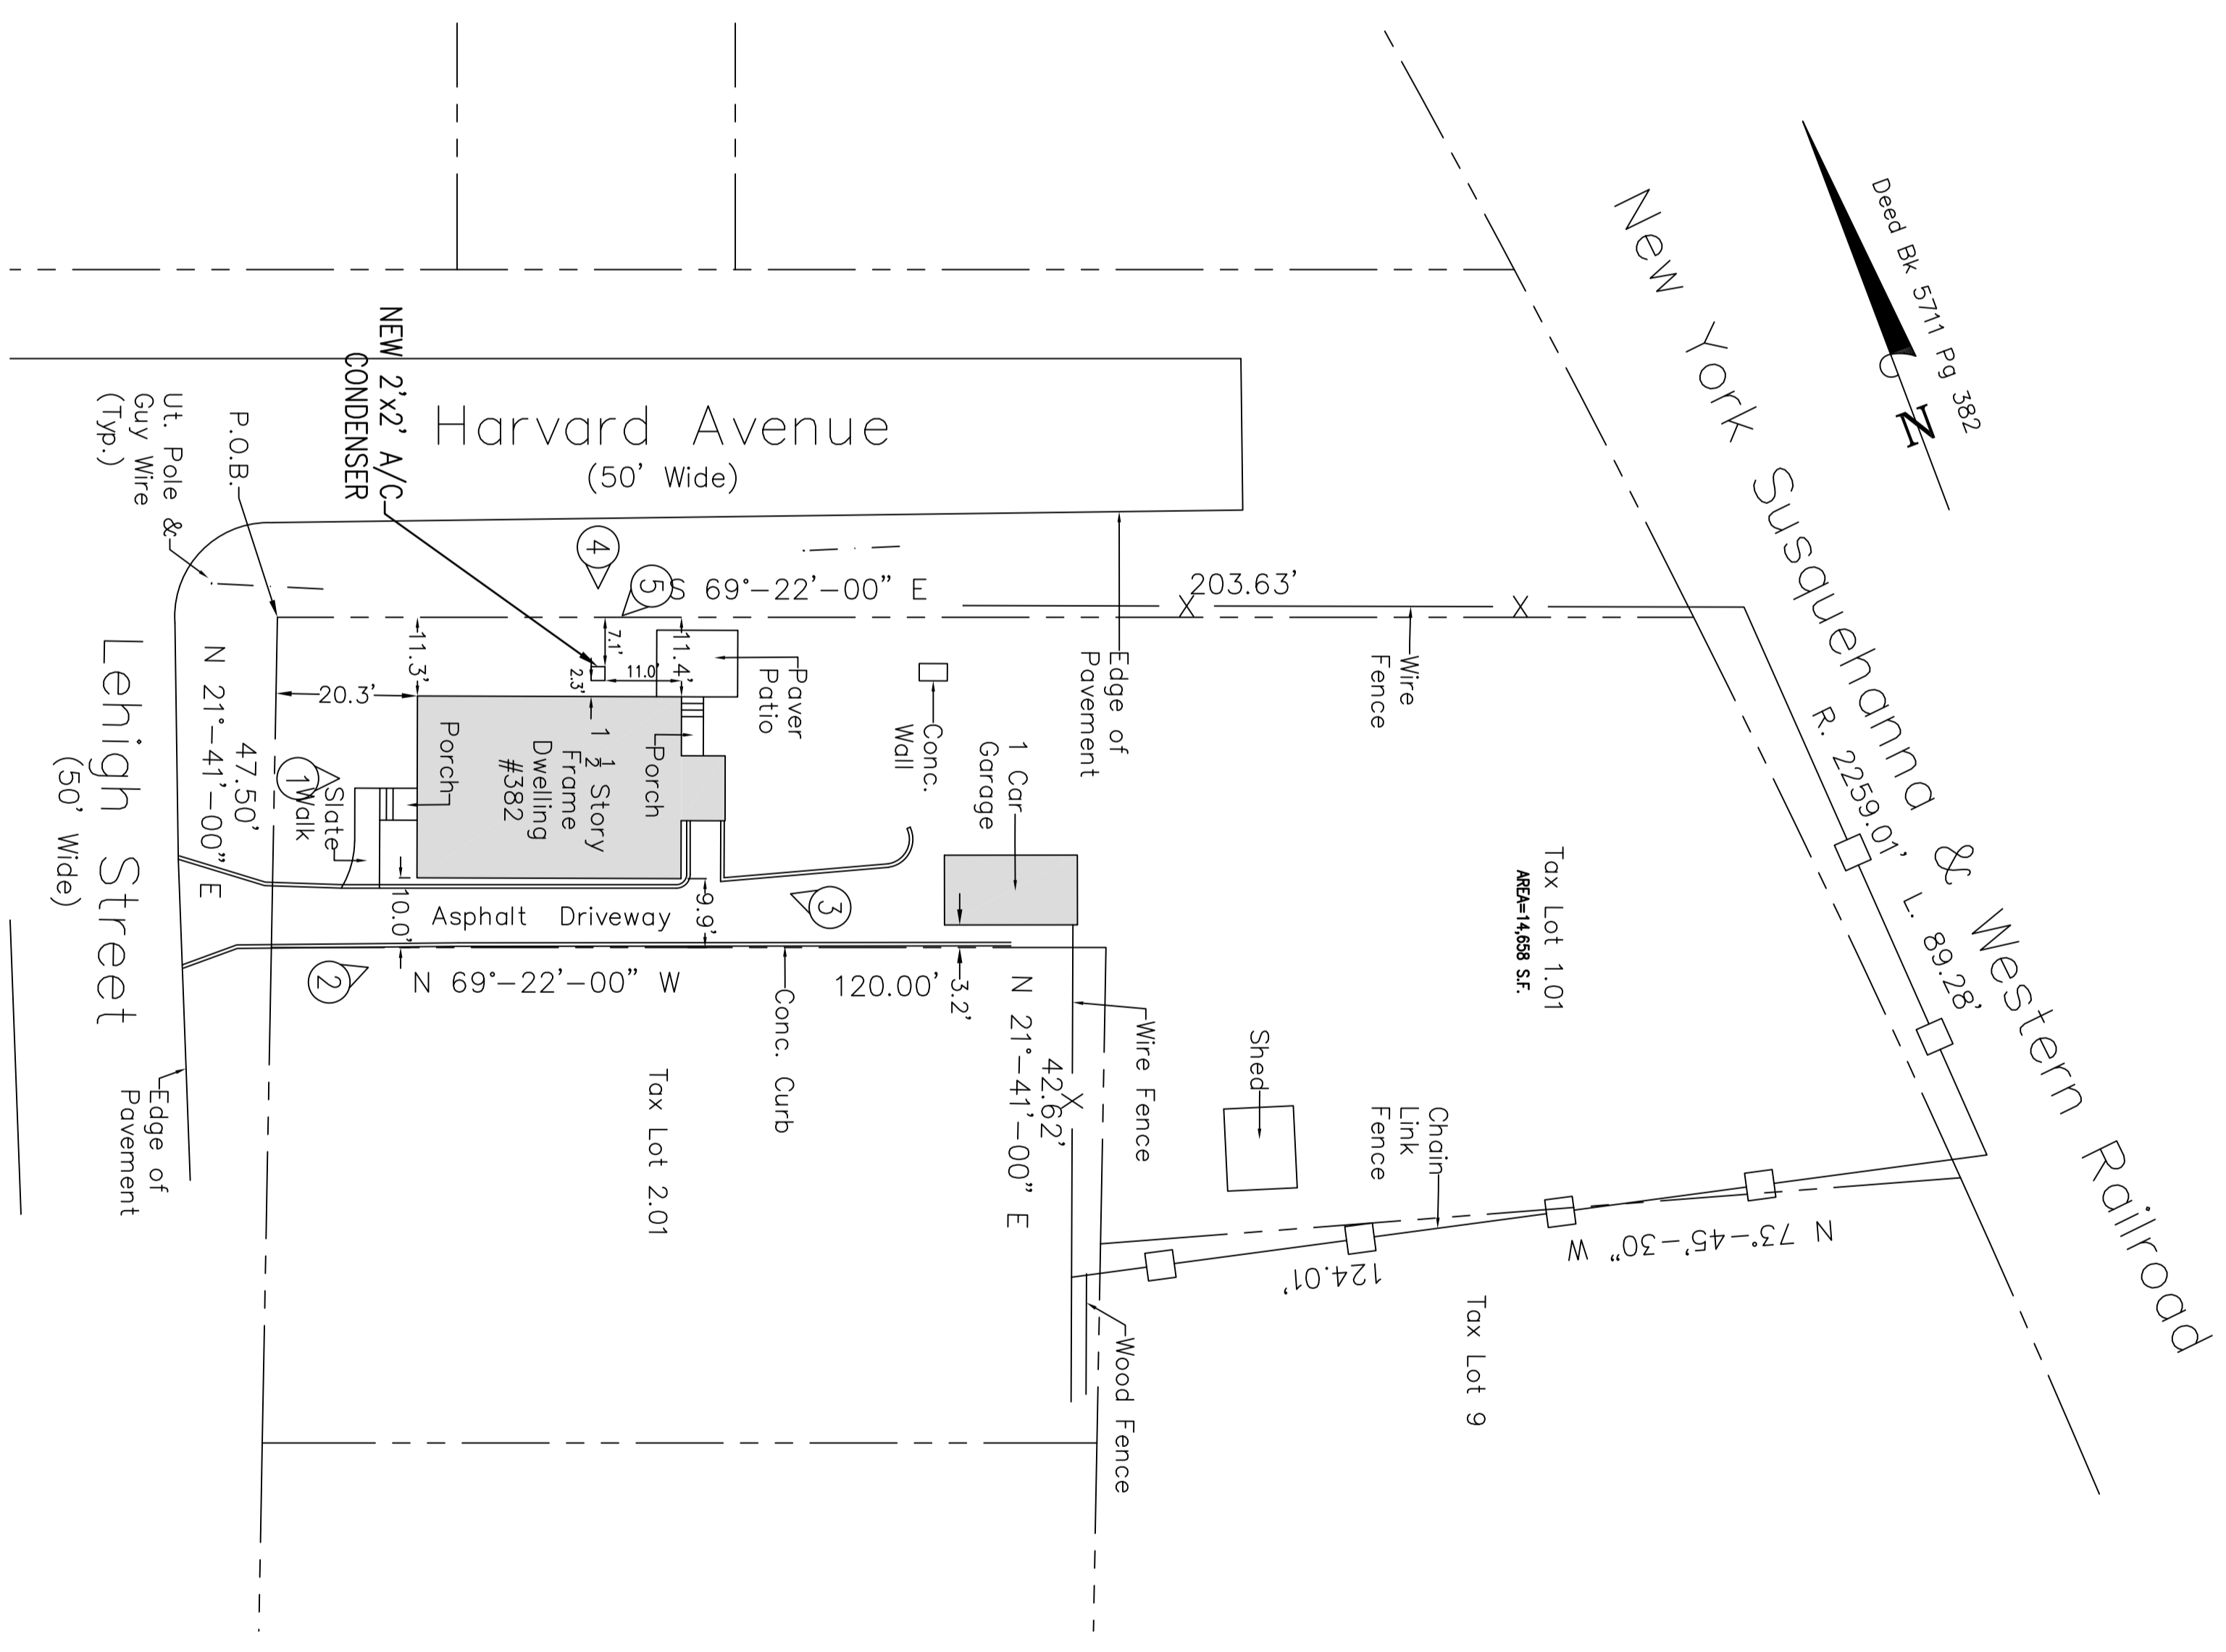 Deed Bk 5711 Pg 382
N
New York Susquehanna & Western Railroad
R. 2259.01' L. 89.28'
NEW 2'x2' A/C
CONDENSER
Harvard Avenue
(50' Wide)
Ut. Pole &
Guy Wire
(Typ.)
P.O.B.
4
5
S 69°-22'-00" E
203.63'
X
X
Wire
Fence
Edge of
Pavement
11.3'
7.1'
2.3'
11.0'
11.4'
20.3'
Paver
Patio
Conc.
Wall
1 Car
Garage
Porch
1 ½ Story
Frame
Dwelling
#382
Porch
Lehigh Street
(50' Wide)
N 21°-41'-00" E
47.50'
1
Slate
Walk
10.0'
Asphalt Driveway
9.9'
3
2
N 69°-22'-00" W
120.00'
3.2'
Conc. Curb
N 21°-41'-00" E
42.62'
X
Wire Fence
Tax Lot 1.01
AREA=14,658 S.F.
Shed
Chain
Link
Fence
N 73°-45'-30" W
124.01'
Tax Lot 2.01
Tax Lot 9
Wood Fence
Edge of
Pavement